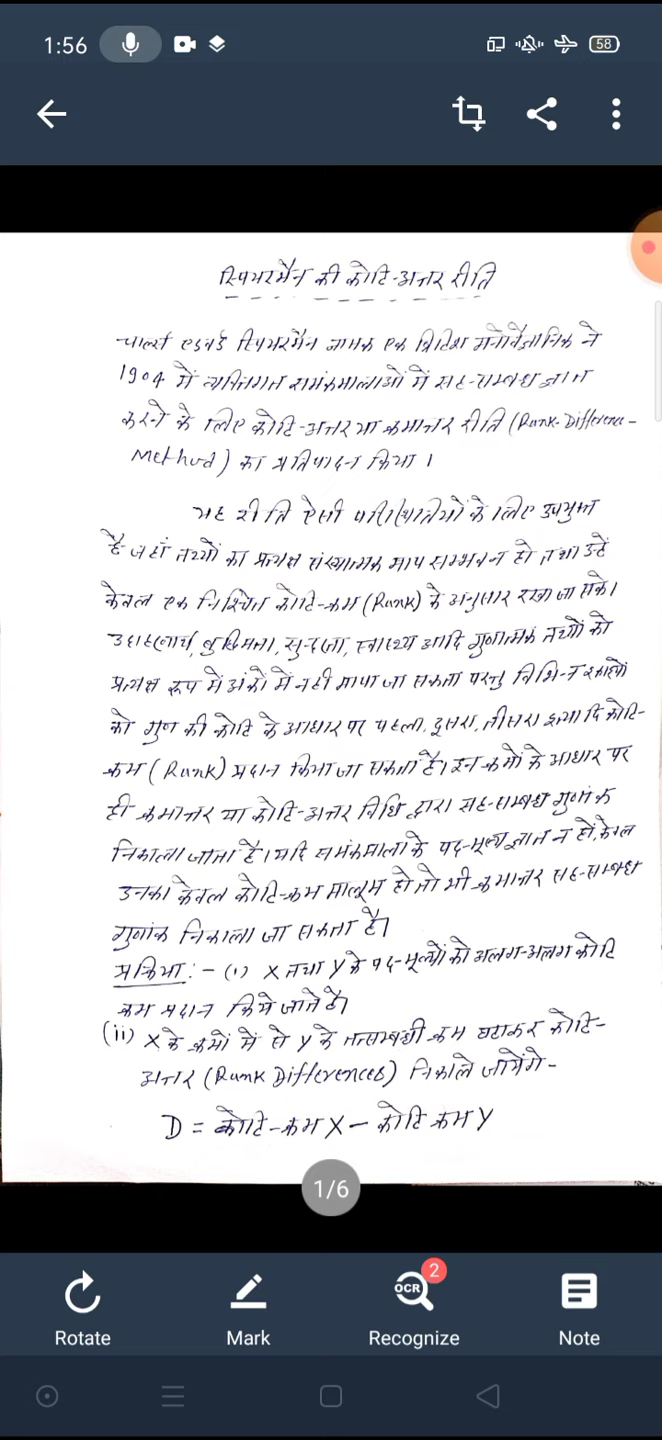 1:56
58
स्पियरमैन की कोटि-अन्तर रीति
चार्ल्स एडवर्ड स्पियरमैन नामक एक ब्रिटिश मनोवैज्ञानिक ने
1904 में व्यक्तिगत समंकमालाओं में सह-सम्बन्ध ज्ञात
करने के लिए कोटि-अन्तर या क्रमान्तर रीति (Rank-Difference-
Method) का प्रतिपादन किया।
यह रीति ऐसी परिस्थितियों के लिए उपयुक्त
है जहाँ तथ्यों का प्रत्यक्ष संख्यात्मक माप सम्भव न हो तथा उन्हें
केवल एक निश्चित कोटि-क्रम (Rank) के अनुसार रखा जा सके।
उदाहरणार्थ, बुद्धिमत्ता, सुन्दरता, स्वास्थ्य आदि गुणात्मक तथ्यों को
प्रत्यक्ष रूप में अंकों में नहीं मापा जा सकता परन्तु विभिन्न इकाइयों
को गुण की कोटि के आधार पर पहला, दूसरा, तीसरा इत्यादि कोटि-
क्रम (Rank) प्रदान किया जा सकता है। इन क्रमों के आधार पर
ही क्रमान्तर या कोटि-अन्तर विधि द्वारा सह-सम्बन्ध गुणांक
निकाला जाता है। यदि समंकमाला के पद-मूल्य ज्ञात न हों, केवल
उनका केवल कोटि-क्रम मालूम हो तो भी क्रमान्तर सह-सम्बन्ध
गुणांक निकाला जा सकता है।
प्रक्रिया:- (i) X तथा Y के पद-मूल्यों को अलग-अलग कोटि
क्रम प्रदान किये जाते हैं।
(ii) X के क्रमों में से Y के तत्सम्बन्धी क्रम घटाकर कोटि-
अन्तर (Rank Differences) निकाले जायेंगे-
D = कोटि-क्रम X - कोटि क्रम Y
1/6
OCR 2
Rotate Mark Recognize Note